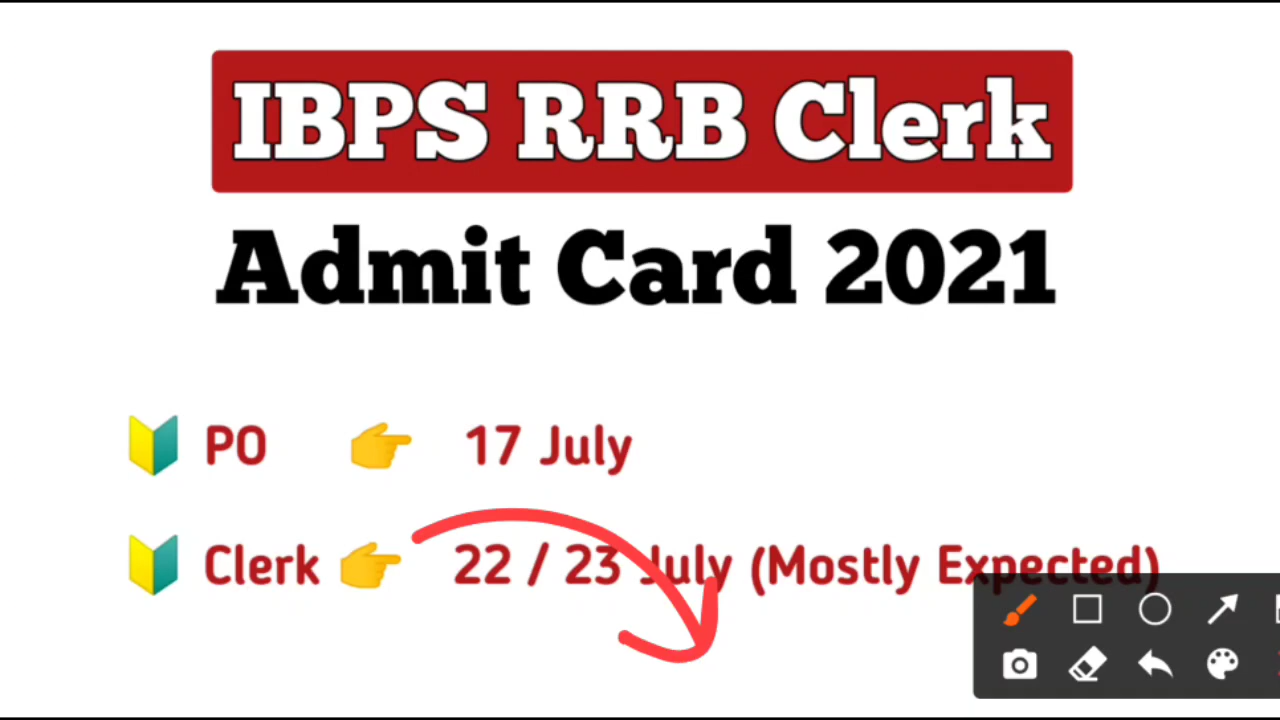 IBPS RRB Clerk
Admit Card 2021
PO 17 July
Clerk 22 / 23 July (Mostly Expected)